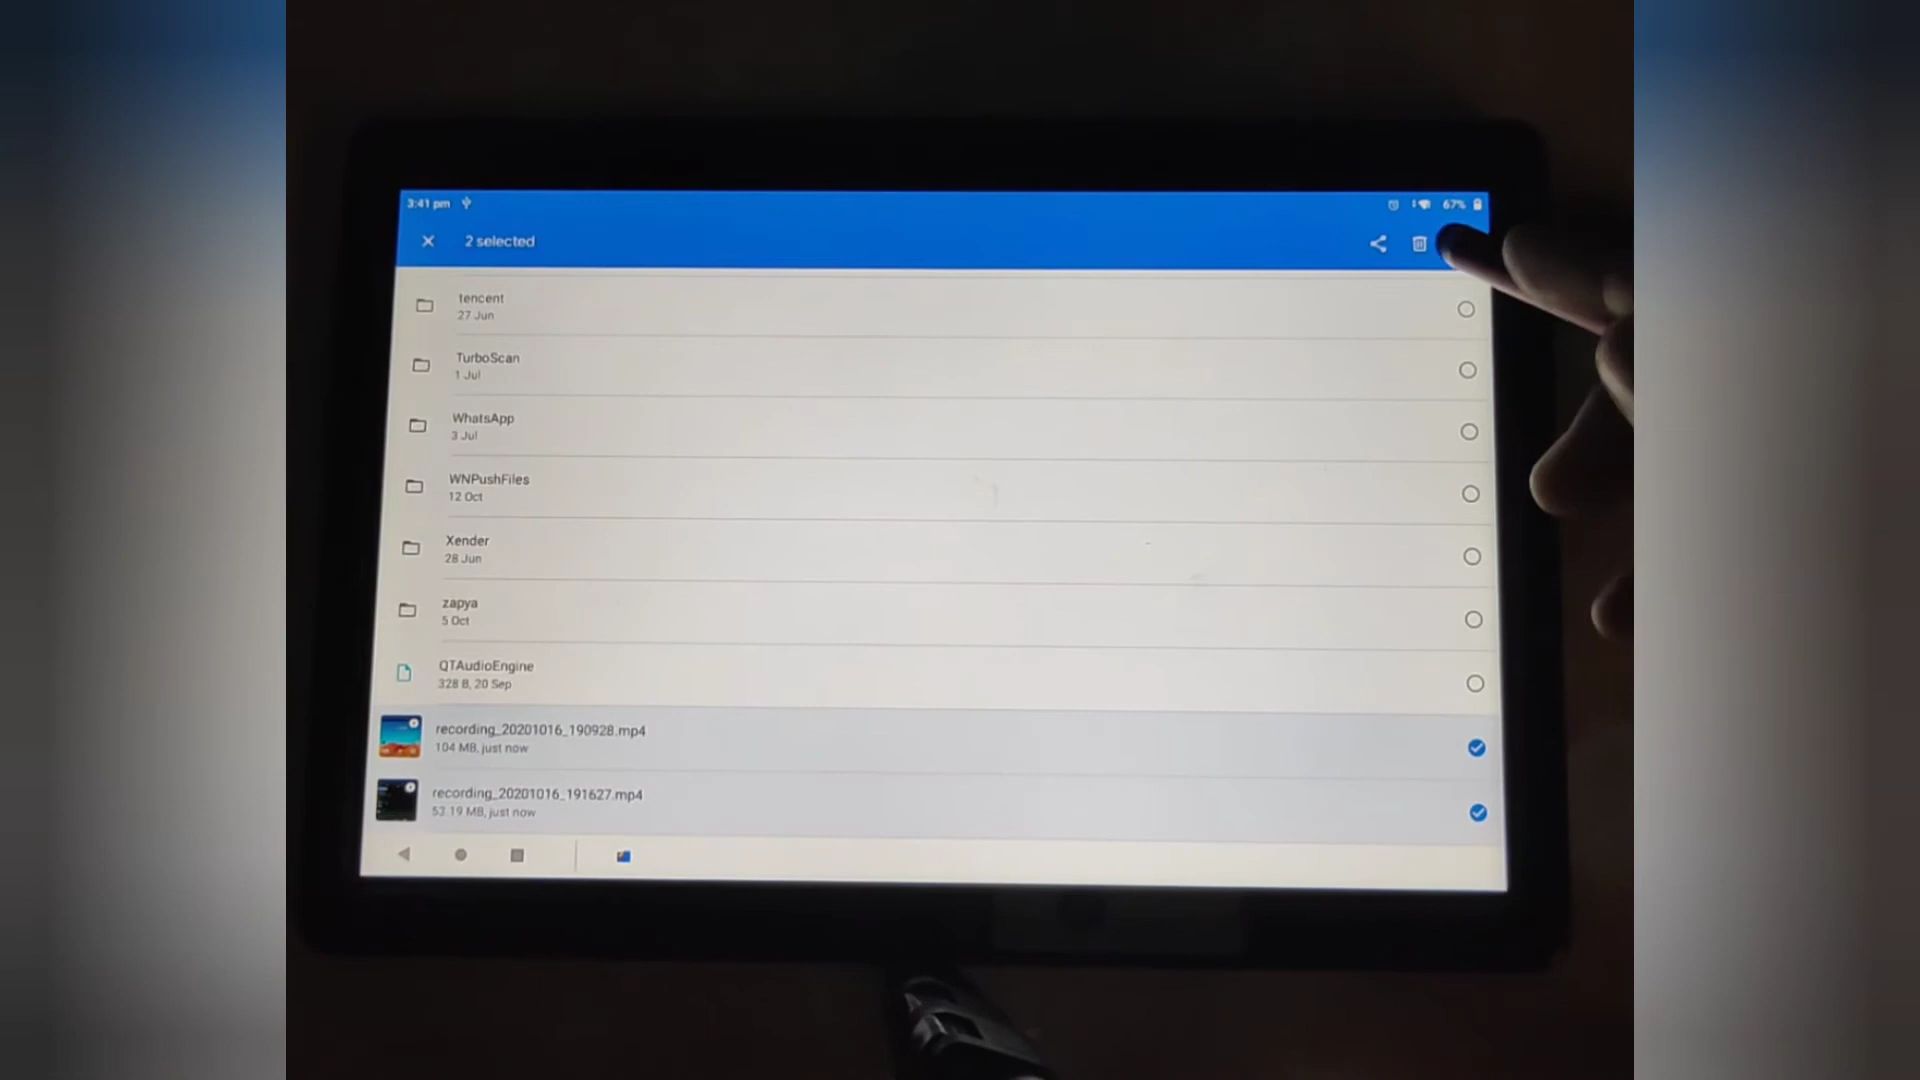 3:41 pm
67%
2 selected
tencent
27 Jun
TurboScan
1 Jul
WhatsApp
3 Jul
WNPushFiles
12 Oct
Xender
28 Jun
zapya
5 Oct
QTAudioEngine
328 B, 20 Sep
recording_20201016_190928.mp4
104 MB, just now
recording_20201016_191627.mp4
53.19 MB, just now